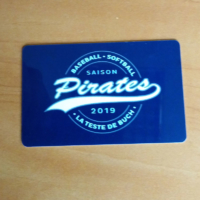 BASEBALL • SOFTBALL
SAISON
Pirates
2019
• LA TESTE DE BUCH •